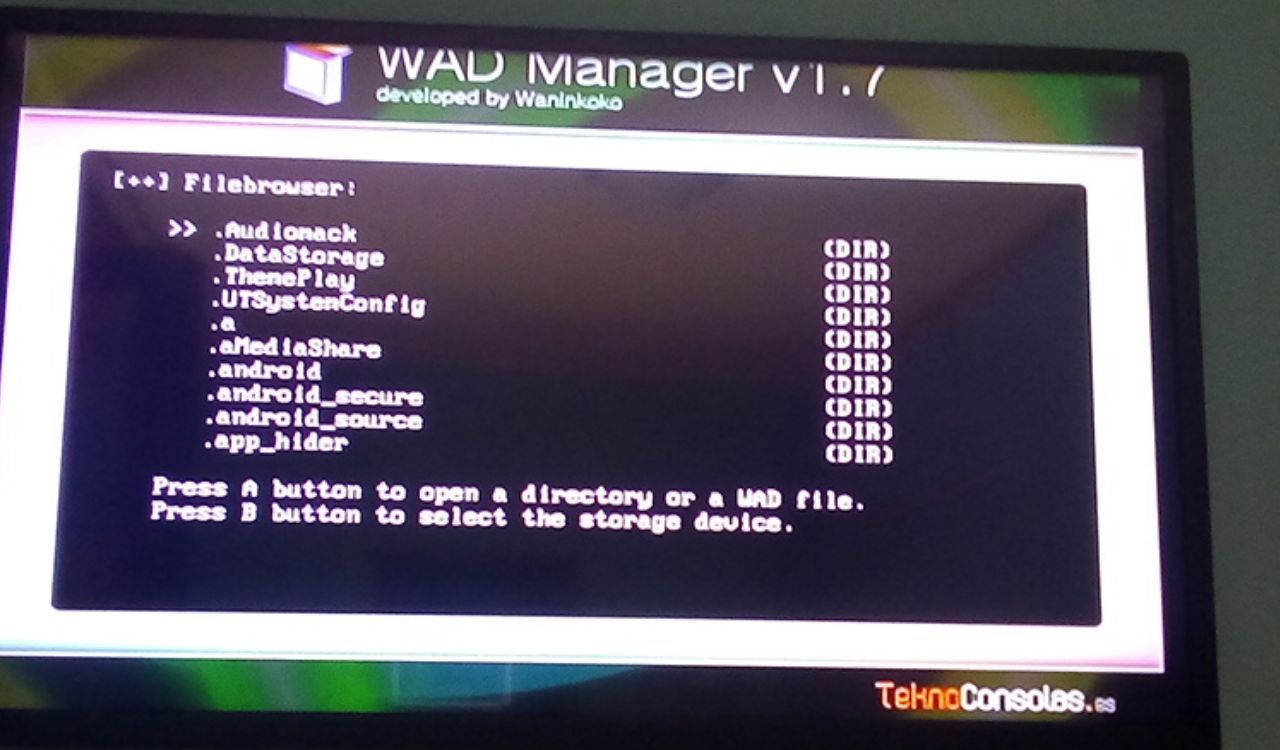 WAD Manager v1.7
developed by Waninkoko
[++] Filebrowser:
>> .Audiomack (DIR)
.DataStorage (DIR)
.ThemePlay (DIR)
.UTSystemConfig (DIR)
.a (DIR)
.aMediaShare (DIR)
.android (DIR)
.android_secure (DIR)
.android_source (DIR)
.app_hider (DIR)
Press A button to open a directory or a WAD file.
Press B button to select the storage device.
TeknoConsolas.es